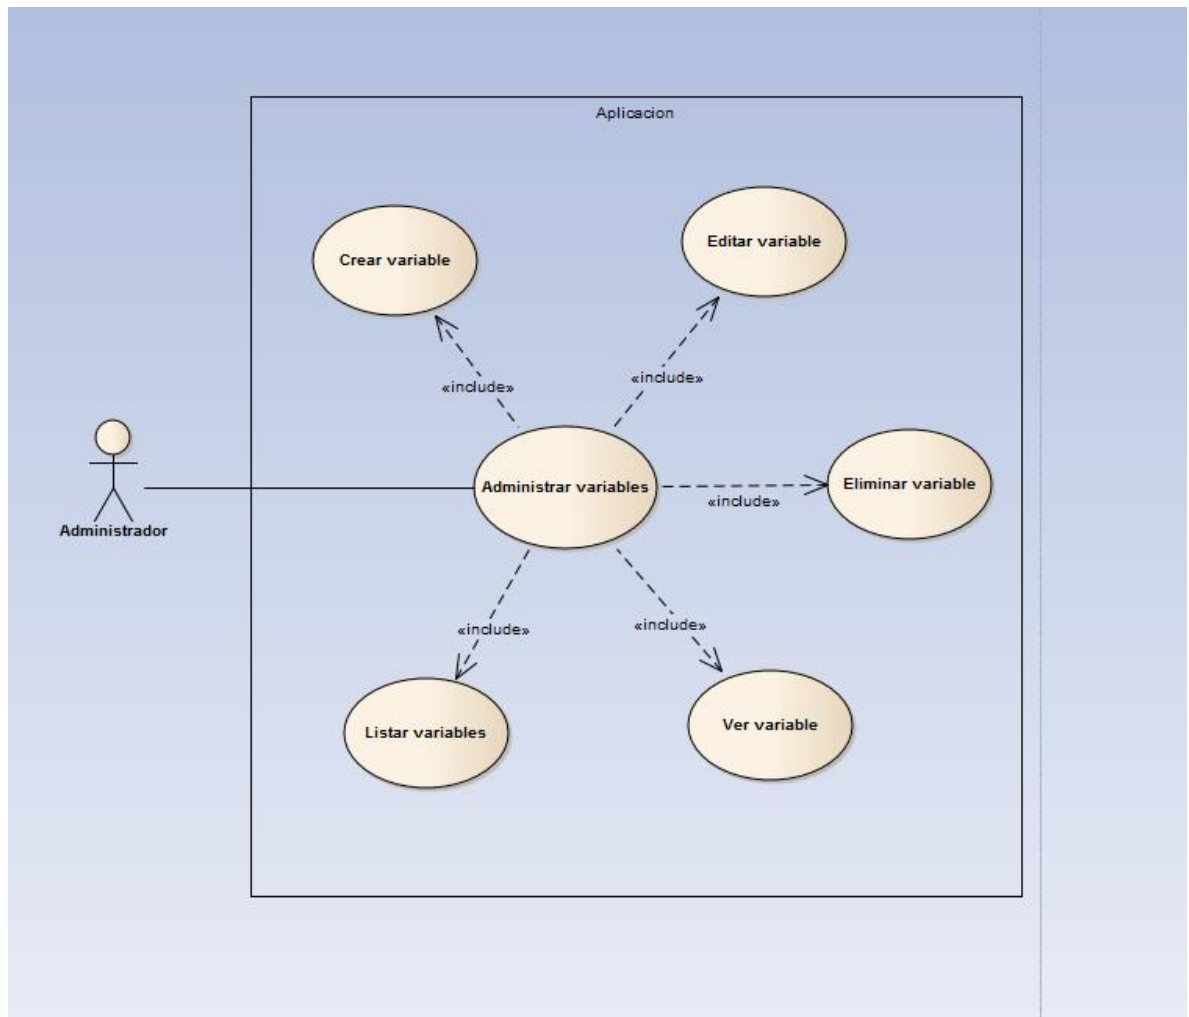 Aplicacion
Editar variable
Crear variable
«include»
«include»
Administrar variables
Eliminar variable
«include»
Administrador
«include»
«include»
Listar variables
Ver variable